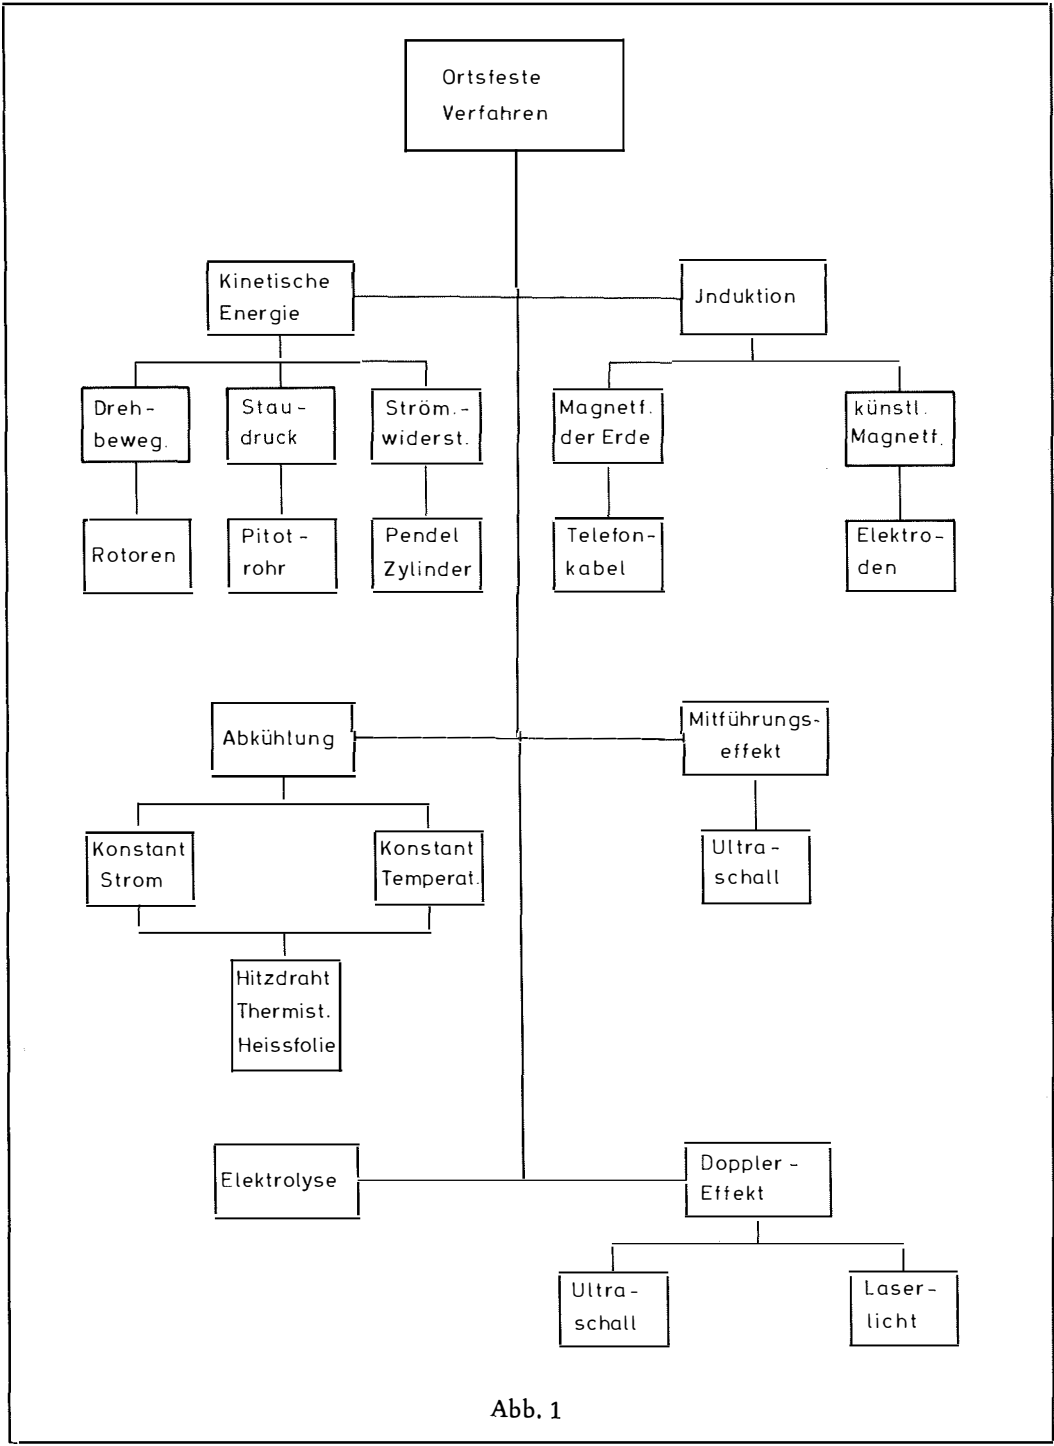 Ortsfeste
Verfahren
Kinetische
Energie
Jnduktion
Dreh-
beweg.
Stau-
druck
Ström.-
widerst.
Magnetf.
der Erde
künstl.
Magnetf.
Rotoren
Pitot-
rohr
Pendel
Zylinder
Telefon-
kabel
Elektro-
den
Abkühlung
Mitführungs-
effekt
Konstant
Strom
Konstant
Temperat.
Ultra-
schall
Hitzdraht
Thermist.
Heissfolie
Elektrolyse
Doppler-
Effekt
Ultra-
schall
Laser-
licht
Abb. 1